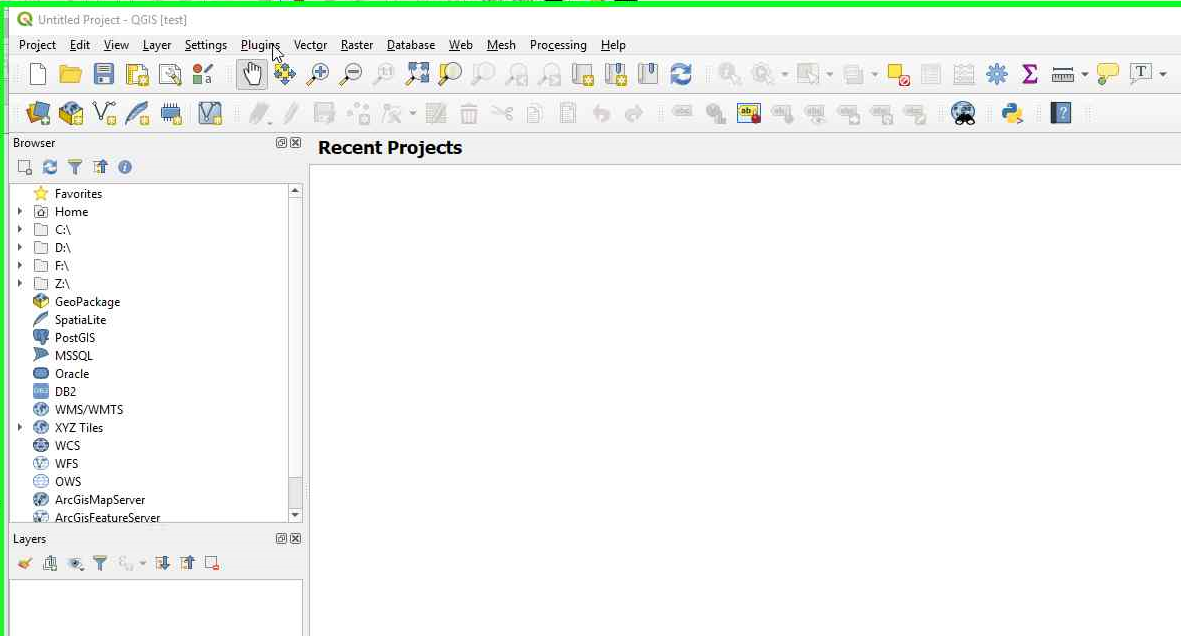 Untitled Project - QGIS [test]
Project Edit View Layer Settings Plugins Vector Raster Database Web Mesh Processing Help
Browser
Recent Projects
Favorites
Home
C:\
D:\
F:\
Z:\
GeoPackage
SpatiaLite
PostGIS
MSSQL
Oracle
DB2
WMS/WMTS
XYZ Tiles
WCS
WFS
OWS
ArcGisMapServer
ArcGisFeatureServer
Layers